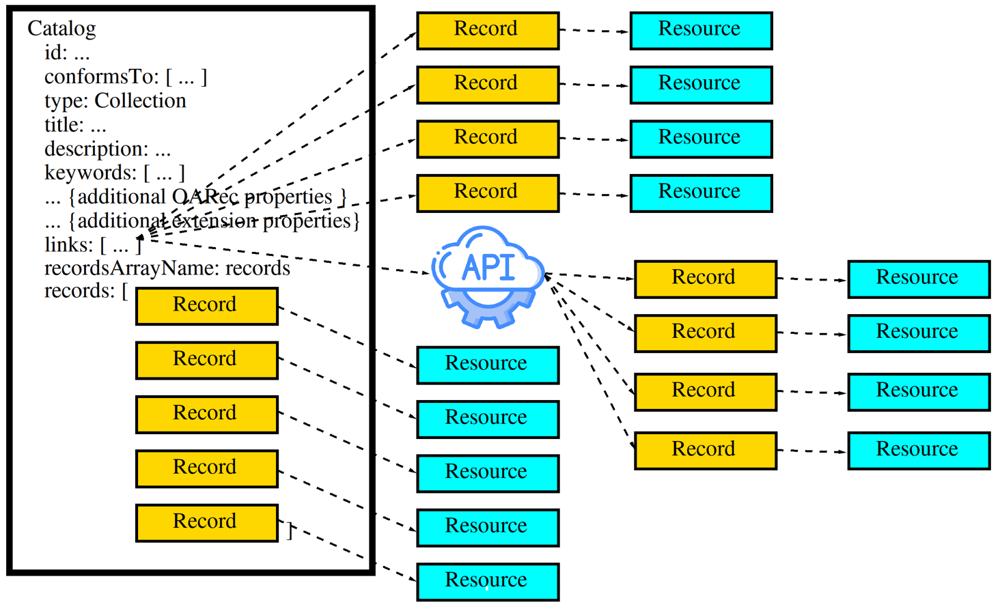 Catalog
id: ...
conformsTo: [ ... ]
type: Collection
title: ...
description: ...
keywords: [ ... ]
... {additional OARec properties }
... {additional extension properties}
links: [ ... ]
recordsArrayName: records
records: [
Record
Record
Record
Record
Record
]
Record
Resource
Record
Resource
Record
Resource
Record
Resource
API
Record
Resource
Record
Resource
Record
Resource
Record
Resource
Resource
Resource
Resource
Resource
Resource